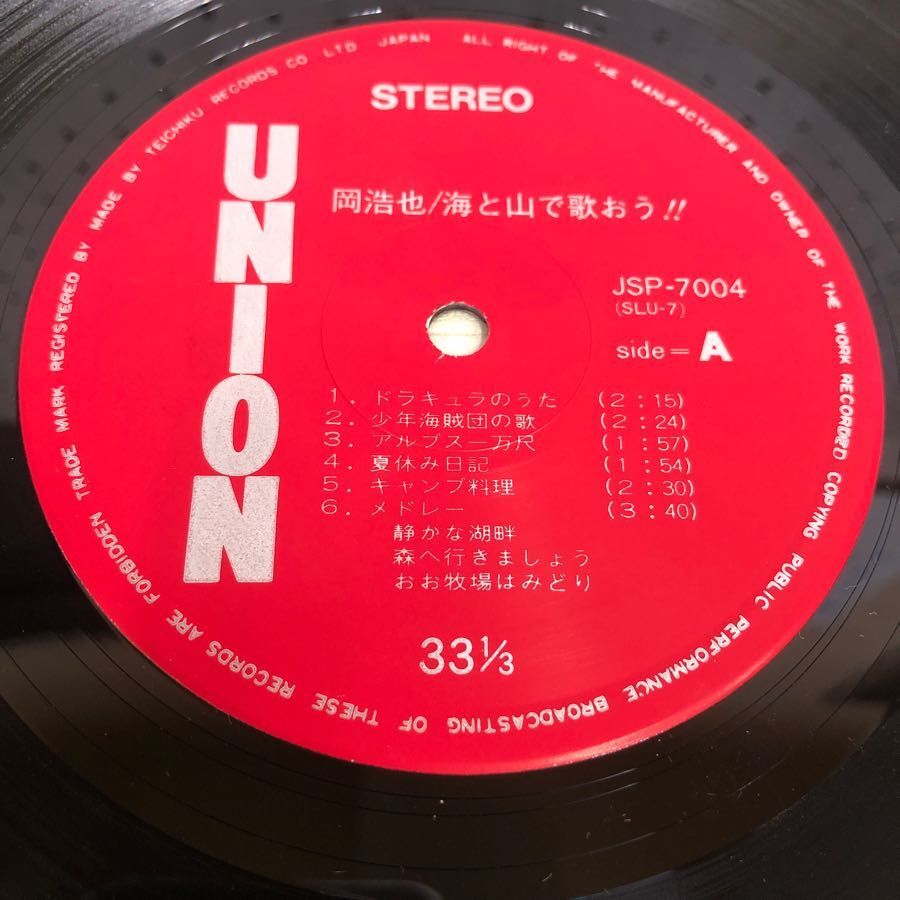 TRADE MARK REGISTERED BY MADE BY TEICHIKU RECORDS CO LTD JAPAN ALL RIGHT OF THE MANUFACTURER AND OWNER OF THE WORK RECORDED COPYING PUBLIC PERFORMANCE BROADCASTING OF THESE RECORDS ARE FORBIDDEN
STEREO
UNION
岡浩也/海と山で歌おう!!
JSP-7004
(SLU-7)
side=A
1. ドラキュラのうた (2:15)
2. 少年海賊団の歌 (2:24)
3. アルプス一万尺 (1:57)
4. 夏休み日記 (1:54)
5. キャンプ料理 (2:30)
6. メドレー (3:40)
静かな湖畔
森へ行きましょう
おお牧場はみどり
33⅓